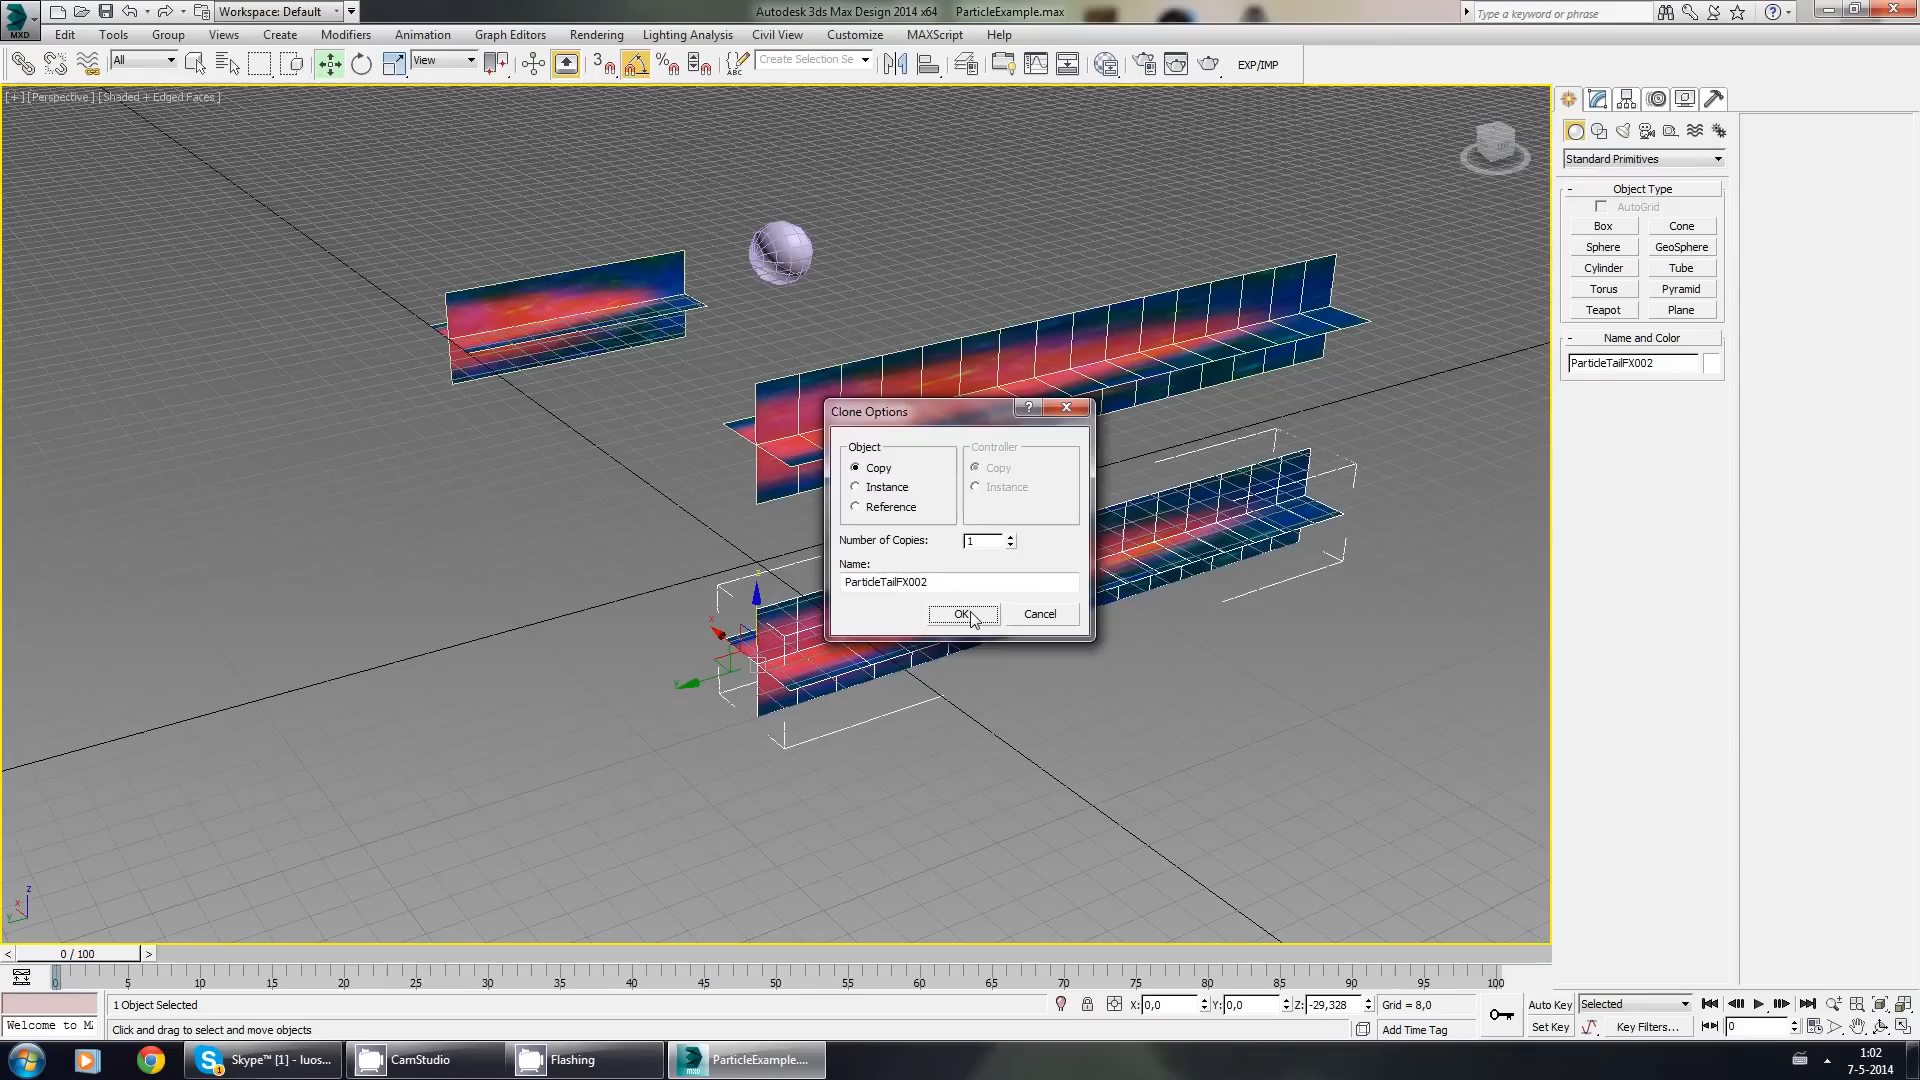 Workspace: Default
Autodesk 3ds Max Design 2014 x64 ParticleExample.max
Type a keyword or phrase
MXD
Edit Tools Group Views Create Modifiers Animation Graph Editors Rendering Lighting Analysis Civil View Customize MAXScript Help
All
View
3
Create Selection Se
EXP/IMP
[+] [Perspective] [Shaded + Edged Faces]
Standard Primitives
- Object Type
AutoGrid
Box Cone
Sphere GeoSphere
Cylinder Tube
Torus Pyramid
Teapot Plane
- Name and Color
ParticleTailFX002
Clone Options
?
Object
Copy
Instance
Reference
Controller
Copy
Instance
Number of Copies: 1
Name:
ParticleTailFX002
OK Cancel
x
y
z
z
x
y
< 0 / 100 >
0 5 10 15 20 25 30 35 40 45 50 55 60 65 70 75 80 85 90 95 100
1 Object Selected
X: 0,0 Y: 0,0 Z: -29,328 Grid = 8,0
Auto Key Selected
Welcome to M
Click and drag to select and move objects
Add Time Tag
Set Key Key Filters... 0
Skype™ [1] - luos...
CamStudio
Flashing
ParticleExample....
1:02
7-5-2014